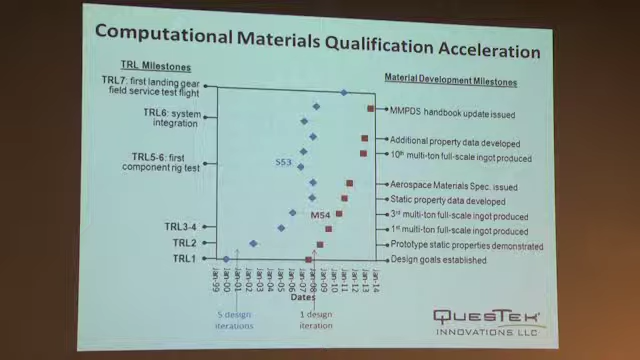 Computational Materials Qualification Acceleration
TRL Milestones
TRL7: first landing gear
field service test flight
TRL6: system
integration
TRL5-6: first
component rig test
TRL3-4
TRL2
TRL1
S53
M54
Material Development Milestones
MMPDS handbook update issued
Additional property data developed
10th multi-ton full-scale ingot produced
Aerospace Materials Spec. issued
Static property data developed
3rd multi-ton full-scale ingot produced
1st multi-ton full-scale ingot produced
Prototype static properties demonstrated
Design goals established
Jan-99
Jan-00
Jan-01
Jan-02
Jan-03
Jan-04
Jan-05
Jan-06
Jan-07
Jan-08
Jan-09
Jan-10
Jan-11
Jan-12
Jan-13
Jan-14
Dates
5 design
iterations
1 design
iteration
QUESTEK
INNOVATIONS LLC